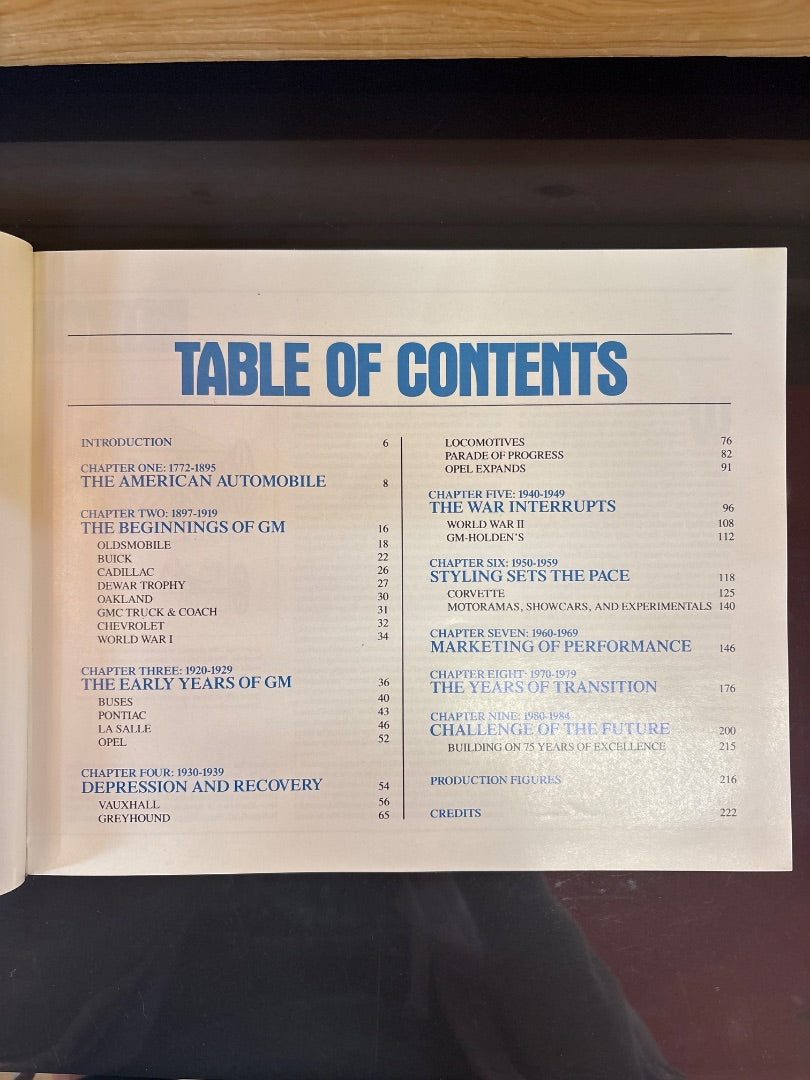 TABLE OF CONTENTS
INTRODUCTION 6
CHAPTER ONE: 1772-1895
THE AMERICAN AUTOMOBILE 8
CHAPTER TWO: 1897-1919
THE BEGINNINGS OF GM 16
OLDSMOBILE 18
BUICK 22
CADILLAC 26
DEWAR TROPHY 27
OAKLAND 30
GMC TRUCK & COACH 31
CHEVROLET 32
WORLD WAR I 34
CHAPTER THREE: 1920-1929
THE EARLY YEARS OF GM 36
BUSES 40
PONTIAC 43
LA SALLE 46
OPEL 52
CHAPTER FOUR: 1930-1939
DEPRESSION AND RECOVERY 54
VAUXHALL 56
GREYHOUND 65
LOCOMOTIVES 76
PARADE OF PROGRESS 82
OPEL EXPANDS 91
CHAPTER FIVE: 1940-1949
THE WAR INTERRUPTS 96
WORLD WAR II 108
GM-HOLDEN'S 112
CHAPTER SIX: 1950-1959
STYLING SETS THE PACE 118
CORVETTE 125
MOTORAMAS, SHOWCARS, AND EXPERIMENTALS 140
CHAPTER SEVEN: 1960-1969
MARKETING OF PERFORMANCE 146
CHAPTER EIGHT: 1970-1979
THE YEARS OF TRANSITION 176
CHAPTER NINE: 1980-1984
CHALLENGE OF THE FUTURE 200
BUILDING ON 75 YEARS OF EXCELLENCE 215
PRODUCTION FIGURES 216
CREDITS 222